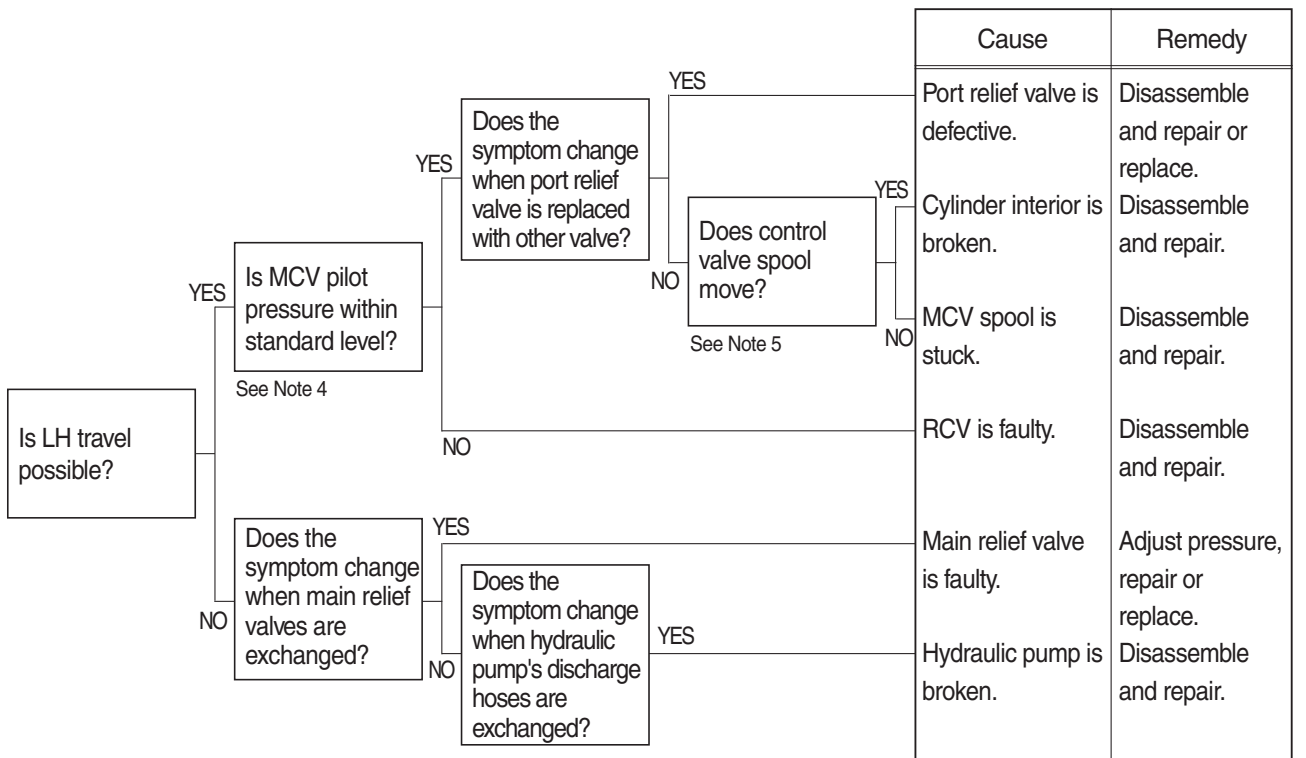 Cause
Remedy
Is LH travel
possible?
YES
NO
Is MCV pilot
pressure within
standard level?
See Note 4
YES
NO
Does the
symptom change
when port relief
valve is replaced
with other valve?
YES
NO
Does control
valve spool
move?
See Note 5
YES
NO
Does the
symptom change
when main relief
valves are
exchanged?
YES
NO
Does the
symptom change
when hydraulic
pump's discharge
hoses are
exchanged?
YES
Port relief valve is
defective.
Disassemble
and repair or
replace.
Cylinder interior is
broken.
Disassemble
and repair.
MCV spool is
stuck.
Disassemble
and repair.
RCV is faulty.
Disassemble
and repair.
Main relief valve
is faulty.
Adjust pressure,
repair or
replace.
Hydraulic pump is
broken.
Disassemble
and repair.